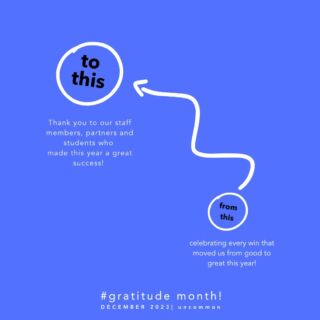 to
this
Thank you to our staff
members, partners and
students who
made this year a great
success!
from
this
celebrating every win that
moved us from good to
great this year!
#gratitude month!
DECEMBER 2023| uncommon